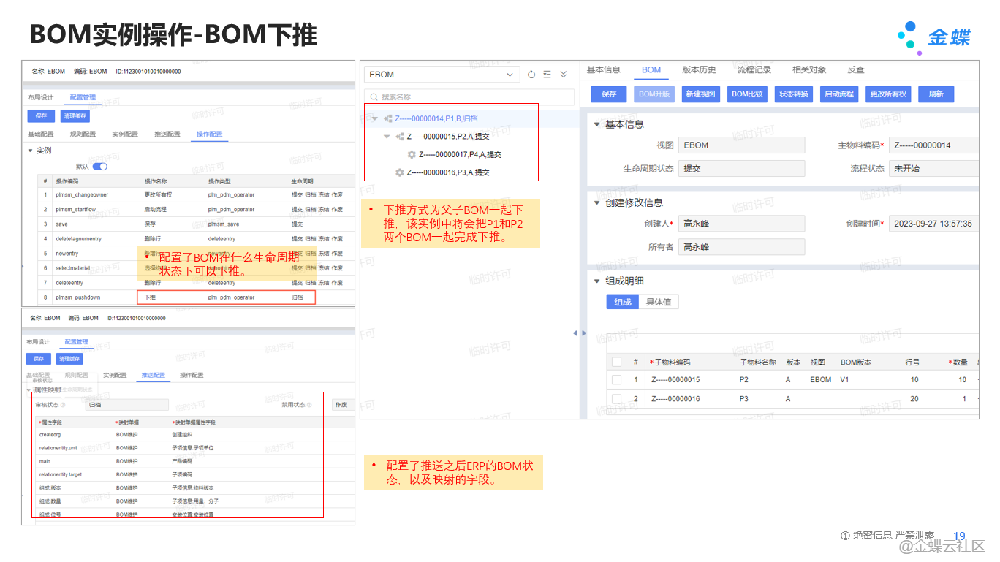 BOM实例操作-BOM下推
金蝶
名称: EBOM 编码: EBOM ID:1123001010010000000
布局设计 配置管理
保存 清理缓存
基础配置 规则配置 实例配置 推送配置 操作配置
实例
默认
# 操作编码 操作名称 操作类型 生命周期
1 plmsm_changeowner 更改所有权 plm_pdm_operator 提交 归档 冻结 作废
2 plmsm_startflow 启动流程 plm_pdm_operator 提交 归档 冻结 作废
3 save 保存 plmsm_save 提交
4 deletetagnumentry 删除行 deleteentry 提交 归档 冻结 作废
5 newentry 新增行 提交 归档 冻结 作废
6 selectmaterial 提交 归档 冻结 作废
7 deleteentry 删除行 deleteentry 提交 归档 冻结 作废
8 plmsm_pushdown 下推 plm_pdm_operator 归档
• 配置了BOM在什么生命周期
状态下可以下推。
名称: EBOM 编码: EBOM ID:1123001010010000000
布局设计 配置管理
保存 清理缓存
基础配置 规则配置 实例配置 推送配置 操作配置
审核状态
属性映射
审核状态 归档 禁用状态 作废
*属性字段 *映射单据 *映射单据属性字段
createorg BOM维护 创建组织
relationentity.unit BOM维护 子项信息.子项单位
main BOM维护 产品编码
relationentity.target BOM维护 子项编码
组成.版本 BOM维护 子项信息.物料版本
组成.数量 BOM维护 子项信息.用量：分子
组成.位号 BOM维护 安装位置.安装位置
EBOM
搜索名称
Z-----00000014,P1,B,归档
Z-----00000015,P2,A,提交
Z-----00000017,P4,A,提交
Z-----00000016,P3,A,提交
• 下推方式为父子BOM一起下
推，该实例中将会把P1和P2
两个BOM一起完成下推。
基本信息 BOM 版本历史 流程记录 相关对象 反查
保存 BOM升版 新建视图 BOM比较 状态转换 启动流程 更改所有权 刷新
基本信息
视图 EBOM 主物料编码* Z-----00000014
生命周期状态 提交 流程状态 未开始
创建修改信息
创建人* 高永峰 创建时间* 2023-09-27 13:57:35
所有者 高永峰
组成明细
组成 具体值
# *子物料编码 子物料名称 版本 视图 BOM版本 行号 *数量
1 Z-----00000015 P2 A EBOM V1 10 10
2 Z-----00000016 P3 A 20 1
• 配置了推送之后ERP的BOM状
态，以及映射的字段。
临时许可
① 绝密信息 严禁泄露 19
@金蝶云社区